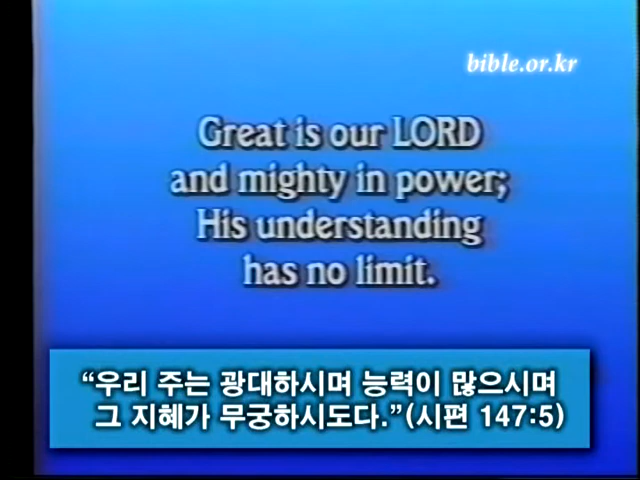 bible.or.kr
Great is our LORD
and mighty in power;
His understanding
has no limit.
“우리 주는 광대하시며 능력이 많으시며
그 지혜가 무궁하시도다.”(시편 147:5)